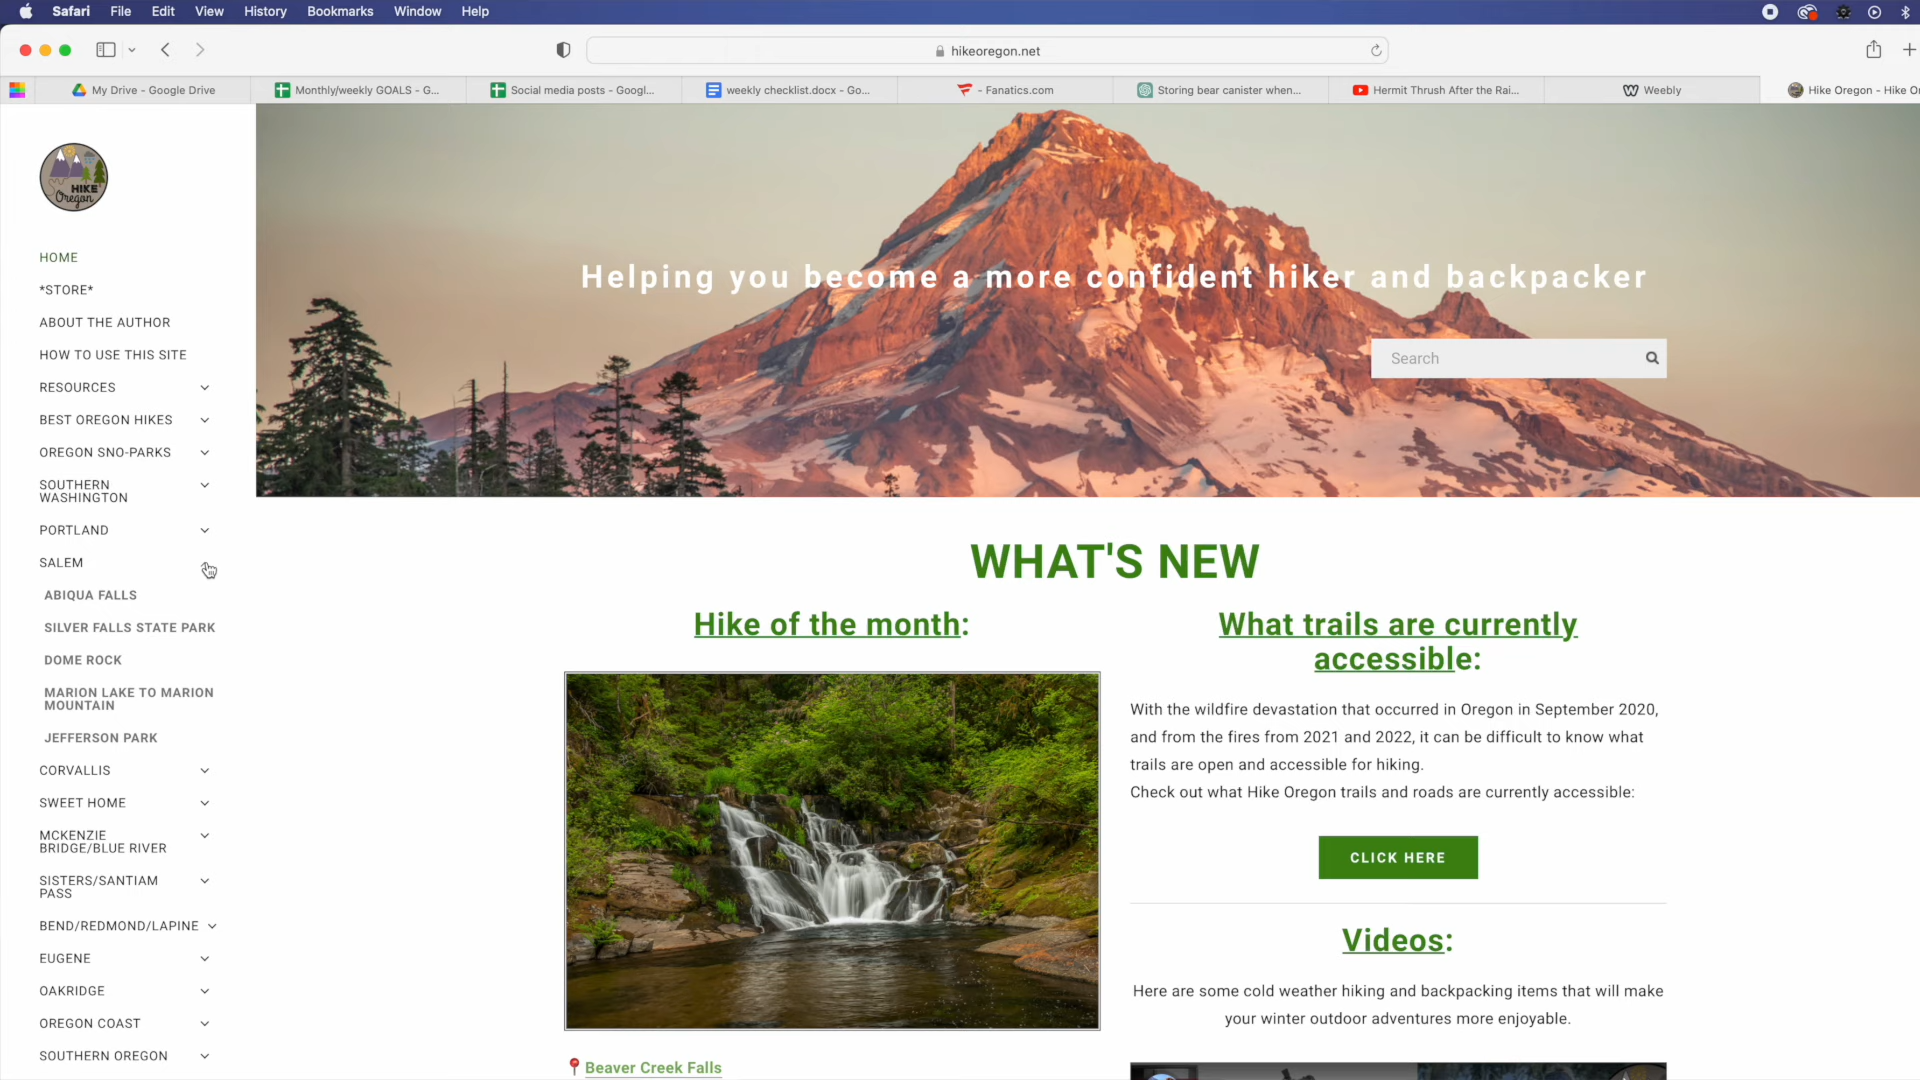 Safari File Edit View History Bookmarks Window Help
hikeoregon.net
My Drive - Google Drive
Monthly/weekly GOALS - G...
Social media posts - Googl...
weekly checklist.docx - Go...
- Fanatics.com
Storing bear canister when...
Hermit Thrush After the Rai...
Weebly
Hike Oregon - Hike O
HIKE
Oregon
HOME
*STORE*
ABOUT THE AUTHOR
HOW TO USE THIS SITE
RESOURCES
BEST OREGON HIKES
OREGON SNO-PARKS
SOUTHERN
WASHINGTON
PORTLAND
SALEM
ABIQUA FALLS
SILVER FALLS STATE PARK
DOME ROCK
MARION LAKE TO MARION
MOUNTAIN
JEFFERSON PARK
CORVALLIS
SWEET HOME
MCKENZIE
BRIDGE/BLUE RIVER
SISTERS/SANTIAM
PASS
BEND/REDMOND/LAPINE
EUGENE
OAKRIDGE
OREGON COAST
SOUTHERN OREGON
Helping you become a more confident hiker and backpacker
Search
WHAT'S NEW
Hike of the month:
Beaver Creek Falls
What trails are currently
accessible:
With the wildfire devastation that occurred in Oregon in September 2020,
and from the fires from 2021 and 2022, it can be difficult to know what
trails are open and accessible for hiking.
Check out what Hike Oregon trails and roads are currently accessible:
CLICK HERE
Videos:
Here are some cold weather hiking and backpacking items that will make
your winter outdoor adventures more enjoyable.